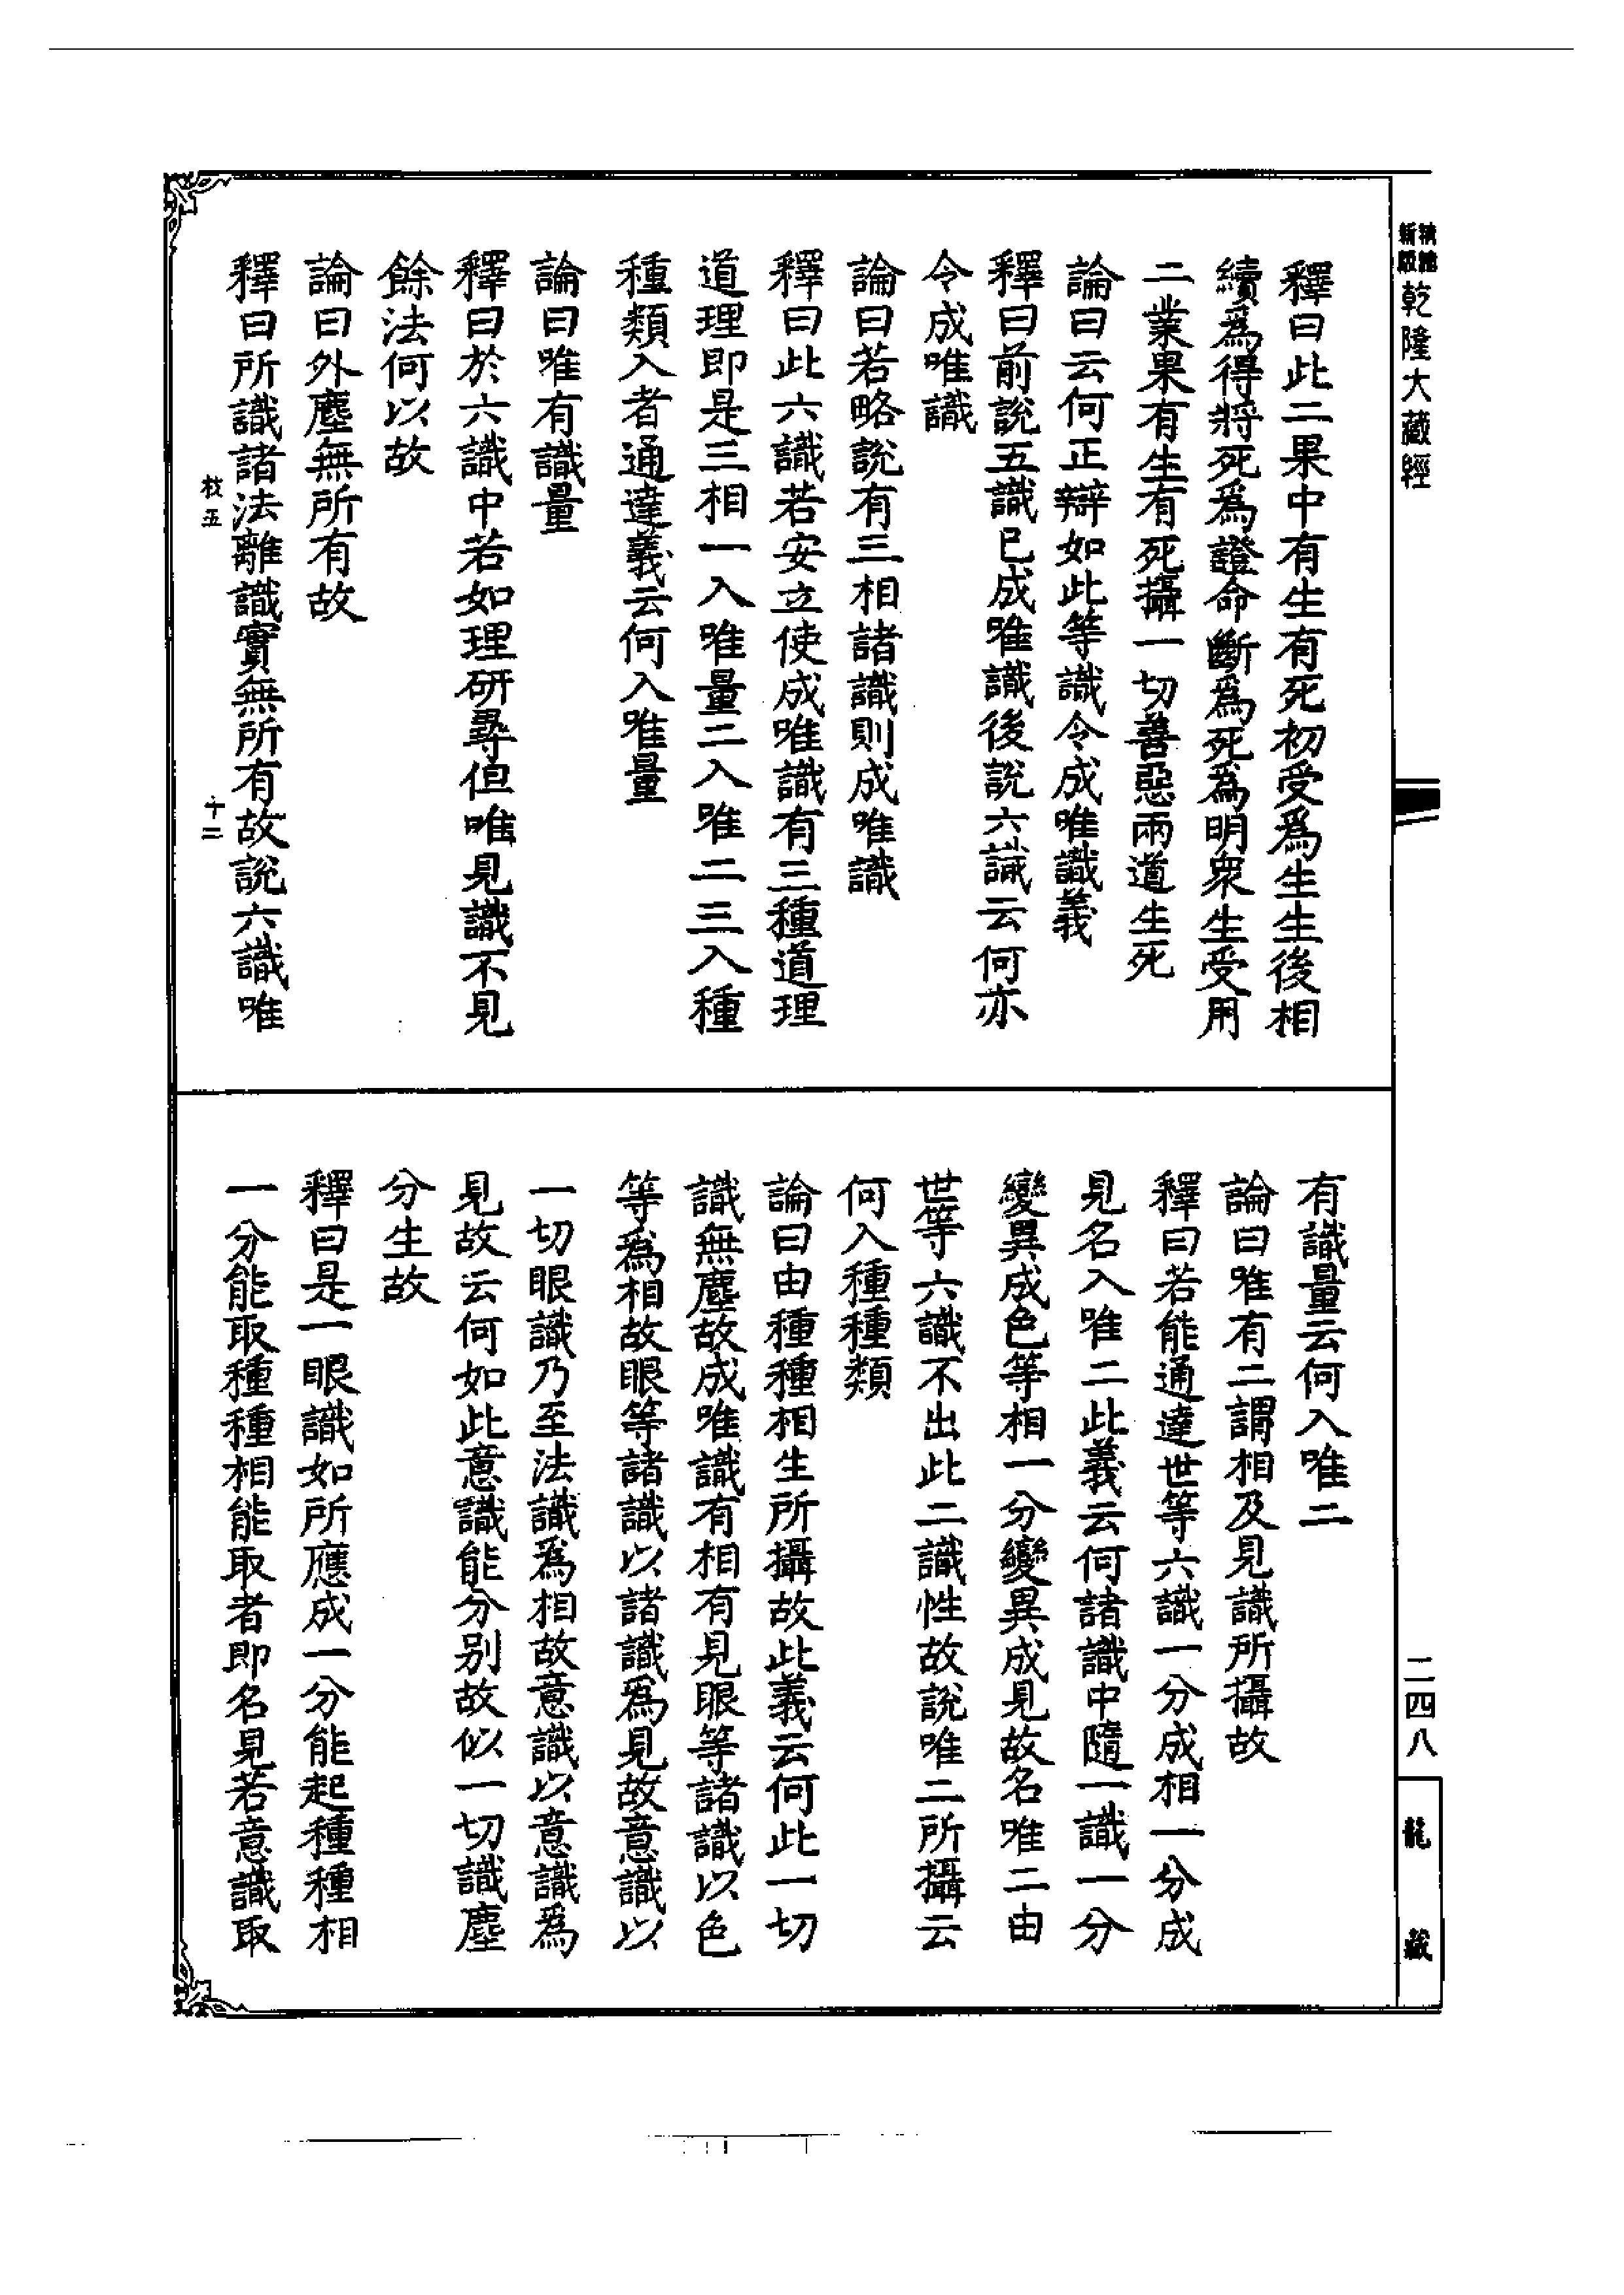 乾隆大藏經
釋曰此二果中有生有死初受爲生生後相
續爲得將死爲證命斷爲死爲明衆生受用
二業果有生有死攝一切善惡兩道生死
論曰云何正辯如此等識令成唯識義
釋曰前說五識已成唯識後說六識云何亦
令成唯識
論曰若略說有三相諸識則成唯識
釋曰此六識若安立使成唯識有三種道理
道理即是三相一入唯量二入唯二三入種
種類入者通達義云何入唯量
論曰唯有識量
釋曰於六識中若如理研尋但唯見識不見
餘法何以故
論曰外塵無所有故
釋曰所識諸法離識實無所有故說六識唯
枝五
十二
有識量云何入唯二
論曰唯有二謂相及見識所攝故
釋曰若能通達世等六識一分成相一分成
見名入唯二此義云何諸識中隨一識一分
變異成色等相一分變異成見故名唯二由
世等六識不出此二識性故說唯二所攝云
何入種種類
論曰由種種相生所攝故此義云何此一切
識無塵故成唯識有相有見眼等諸識以色
等爲相故眼等諸識以諸識爲見故意識以
一切眼識乃至法識爲相故意識以意識爲
見故云何如此意識能分別故似一切識塵
分生故
釋曰是一眼識如所應成一分能起種種相
一分能取種種相能取者即名見若意識取
二四八
龍藏